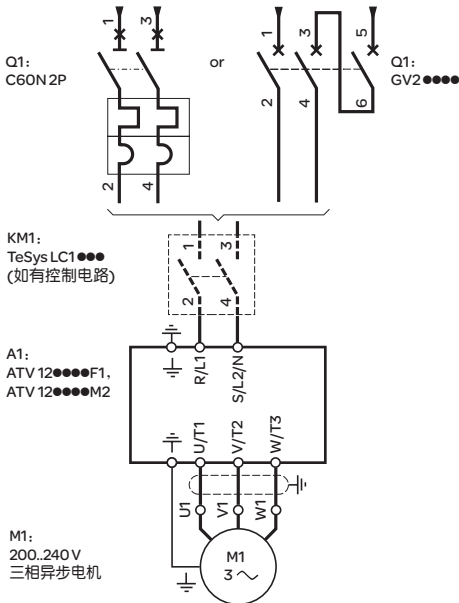 1
3
Q1:
C60N 2P
2
4
or
1
3
5
2
4
6
Q1:
GV2●●●●
KM1:
TeSys LC1●●●
(如有控制电路)
1
3
2
4
A1:
ATV 12●●●●F1,
ATV 12●●●●M2
R/L1
S/L2/N
U/T1
V/T2
W/T3
U1
V1
W1
M1:
200..240 V
三相异步电机
M1
3